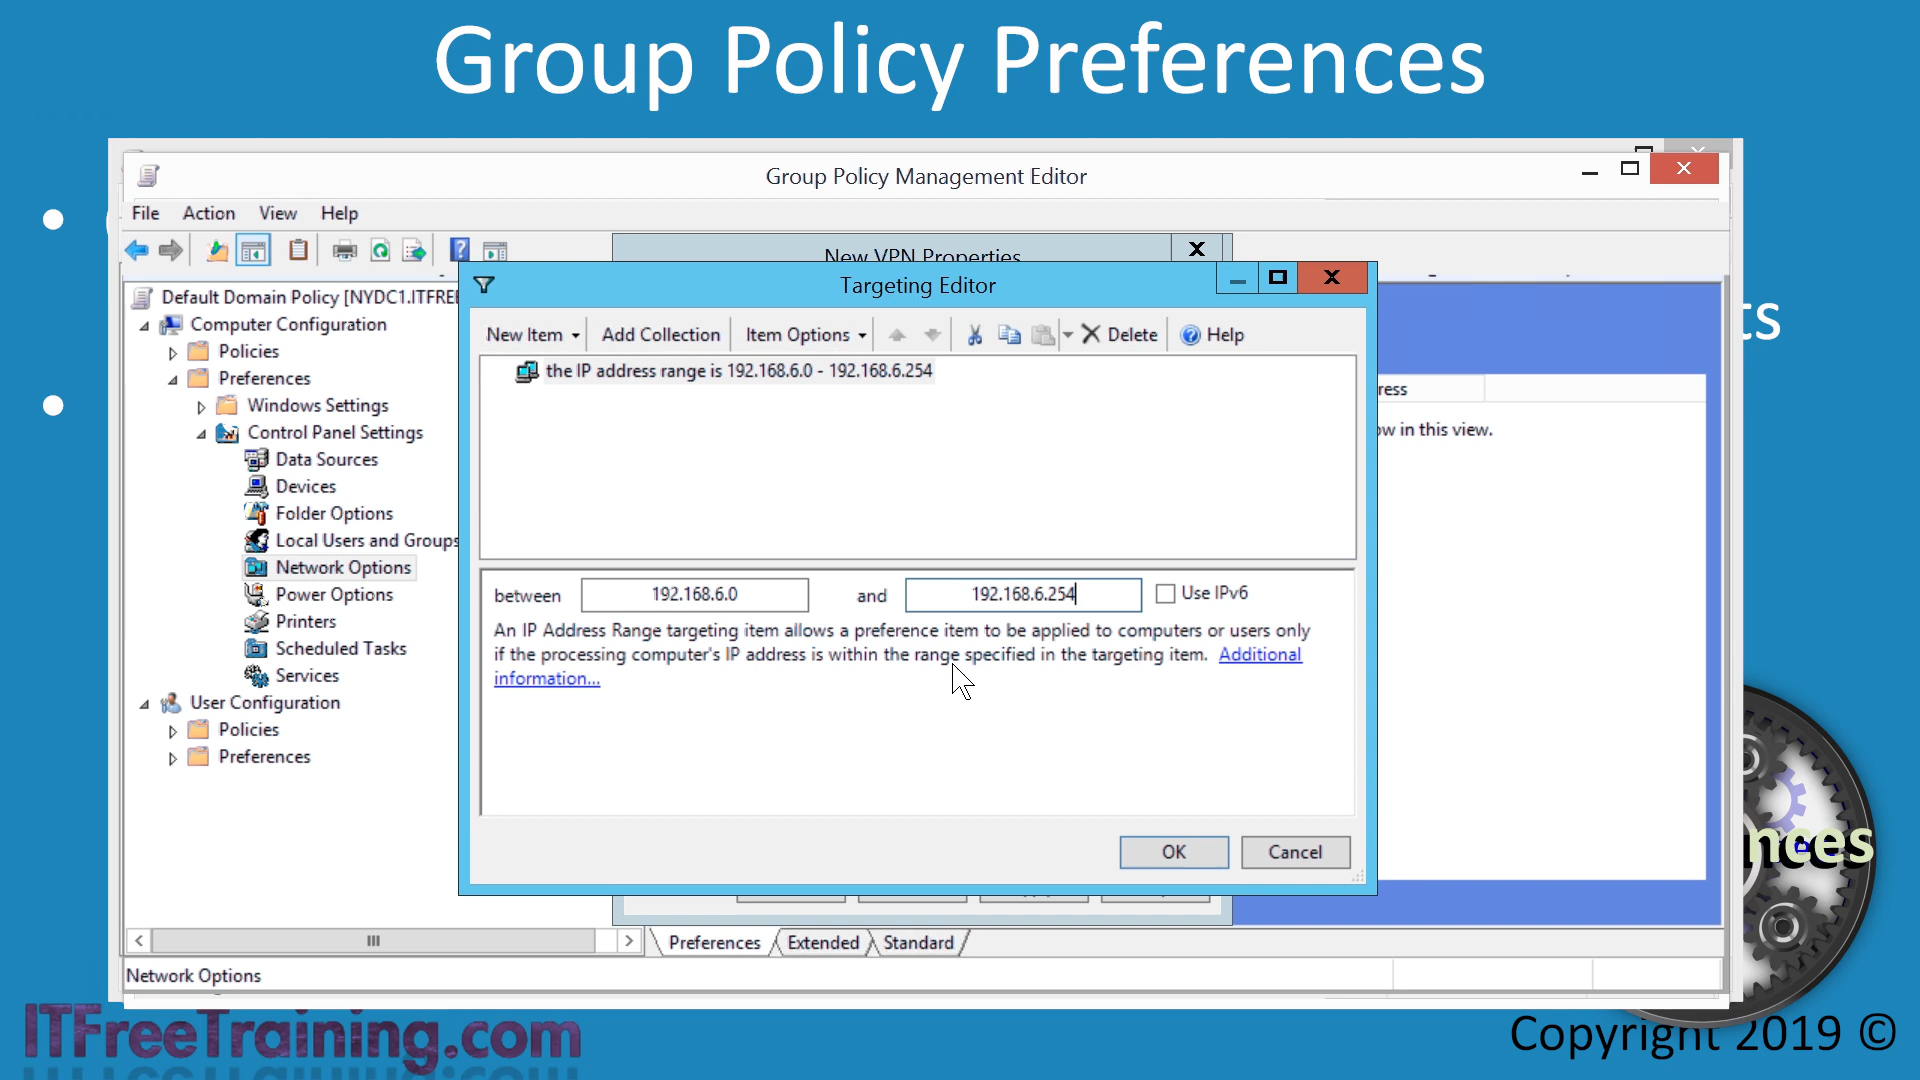 Group Policy Preferences
Group Policy Management Editor
File Action View Help
New VPN Properties
Targeting Editor
Default Domain Policy [NYDC1.ITFREE
Computer Configuration
Policies
Preferences
Windows Settings
Control Panel Settings
Data Sources
Devices
Folder Options
Local Users and Groups
Network Options
Power Options
Printers
Scheduled Tasks
Services
User Configuration
Policies
Preferences
New Item Add Collection Item Options Delete Help
the IP address range is 192.168.6.0 - 192.168.6.254
between 192.168.6.0 and 192.168.6.254 Use IPv6
An IP Address Range targeting item allows a preference item to be applied to computers or users only
if the processing computer's IP address is within the range specified in the targeting item. Additional
information...
OK Cancel
ts
ress
ow in this view.
nces
Preferences Extended Standard
Network Options
ITFreeTraining.com
Copyright 2019 ©